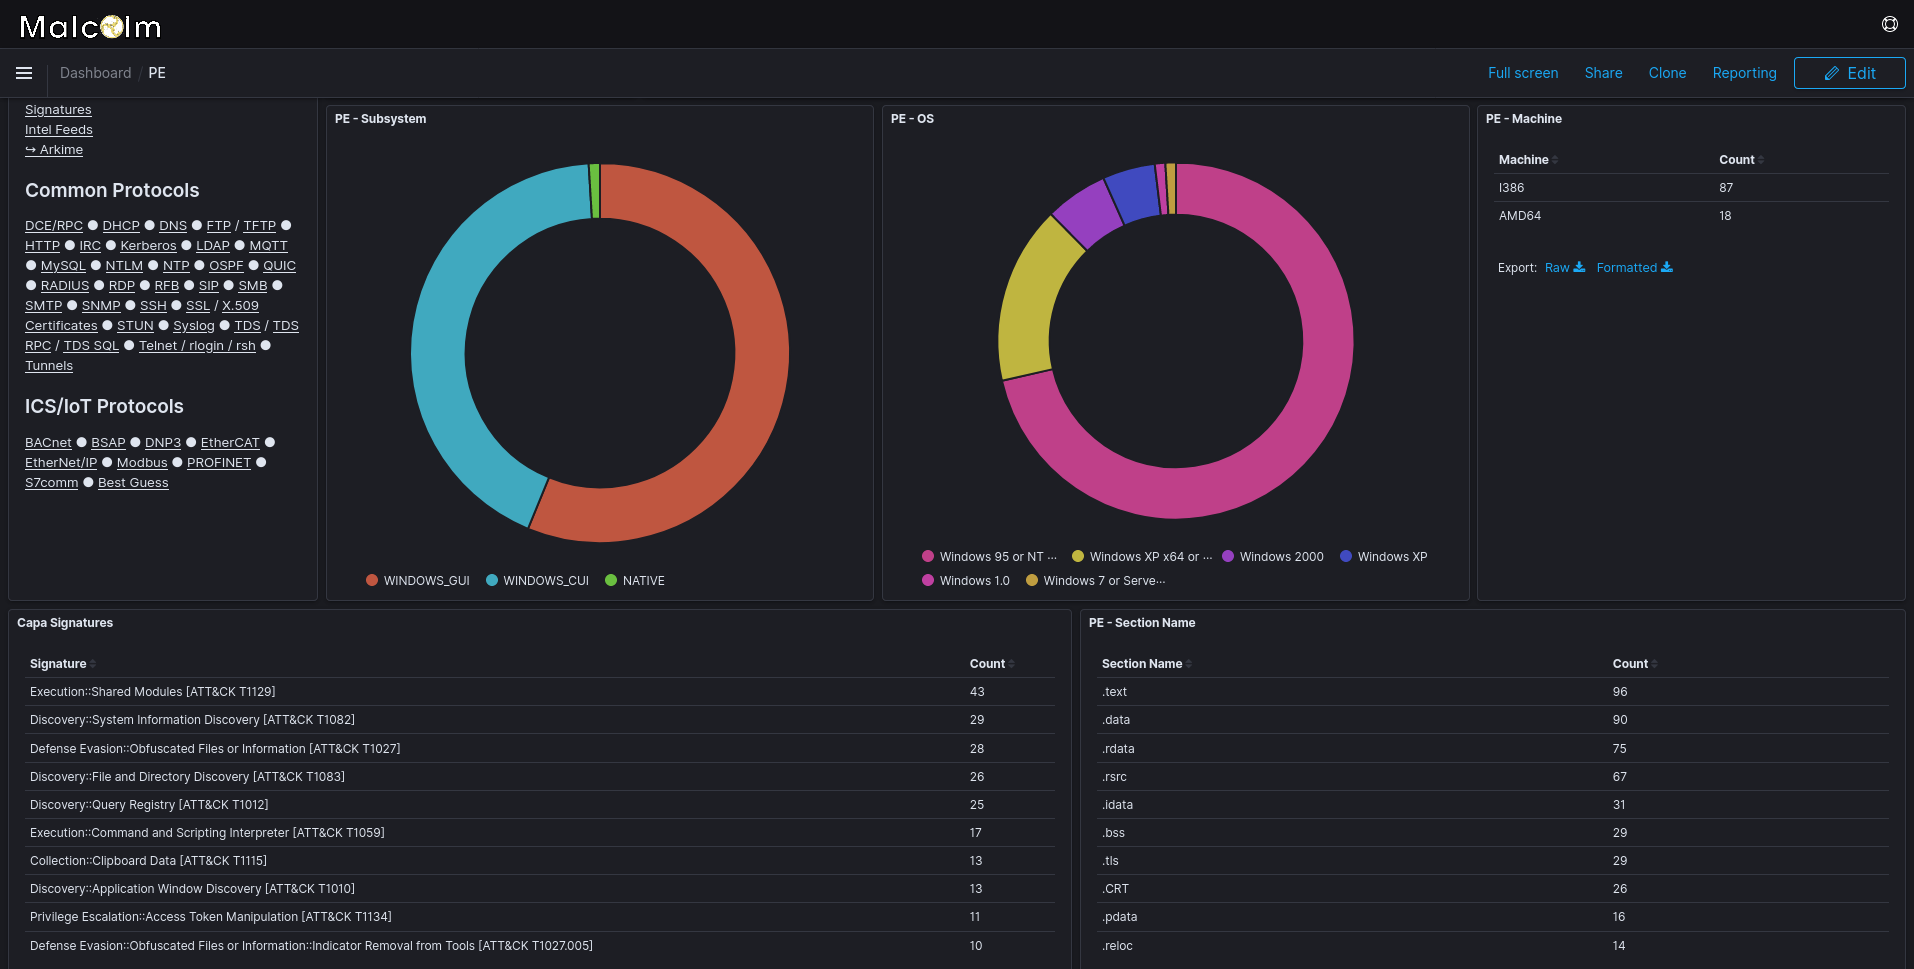 Malcolm
Dashboard / PE
Full screen
Share
Clone
Reporting
Edit
Signatures
Intel Feeds
↪ Arkime
Common Protocols
DCE/RPC ● DHCP ● DNS ● FTP / TFTP ●
HTTP ● IRC ● Kerberos ● LDAP ● MQTT
● MySQL ● NTLM ● NTP ● OSPF ● QUIC
● RADIUS ● RDP ● RFB ● SIP ● SMB ●
SMTP ● SNMP ● SSH ● SSL / X.509
Certificates ● STUN ● Syslog ● TDS / TDS
RPC / TDS SQL ● Telnet / rlogin / rsh ●
Tunnels
ICS/IoT Protocols
BACnet ● BSAP ● DNP3 ● EtherCAT ●
EtherNet/IP ● Modbus ● PROFINET ●
S7comm ● Best Guess
PE - Subsystem
WINDOWS_GUI WINDOWS_CUI NATIVE
PE - OS
Windows 95 or NT ... Windows XP x64 or ... Windows 2000 Windows XP
Windows 1.0 Windows 7 or Serve...
PE - Machine
Machine Count
I386 87
AMD64 18
Export: Raw Formatted
Capa Signatures
Signature Count
Execution::Shared Modules [ATT&CK T1129] 43
Discovery::System Information Discovery [ATT&CK T1082] 29
Defense Evasion::Obfuscated Files or Information [ATT&CK T1027] 28
Discovery::File and Directory Discovery [ATT&CK T1083] 26
Discovery::Query Registry [ATT&CK T1012] 25
Execution::Command and Scripting Interpreter [ATT&CK T1059] 17
Collection::Clipboard Data [ATT&CK T1115] 13
Discovery::Application Window Discovery [ATT&CK T1010] 13
Privilege Escalation::Access Token Manipulation [ATT&CK T1134] 11
Defense Evasion::Obfuscated Files or Information::Indicator Removal from Tools [ATT&CK T1027.005] 10
PE - Section Name
Section Name Count
.text 96
.data 90
.rdata 75
.rsrc 67
.idata 31
.bss 29
.tls 29
.CRT 26
.pdata 16
.reloc 14